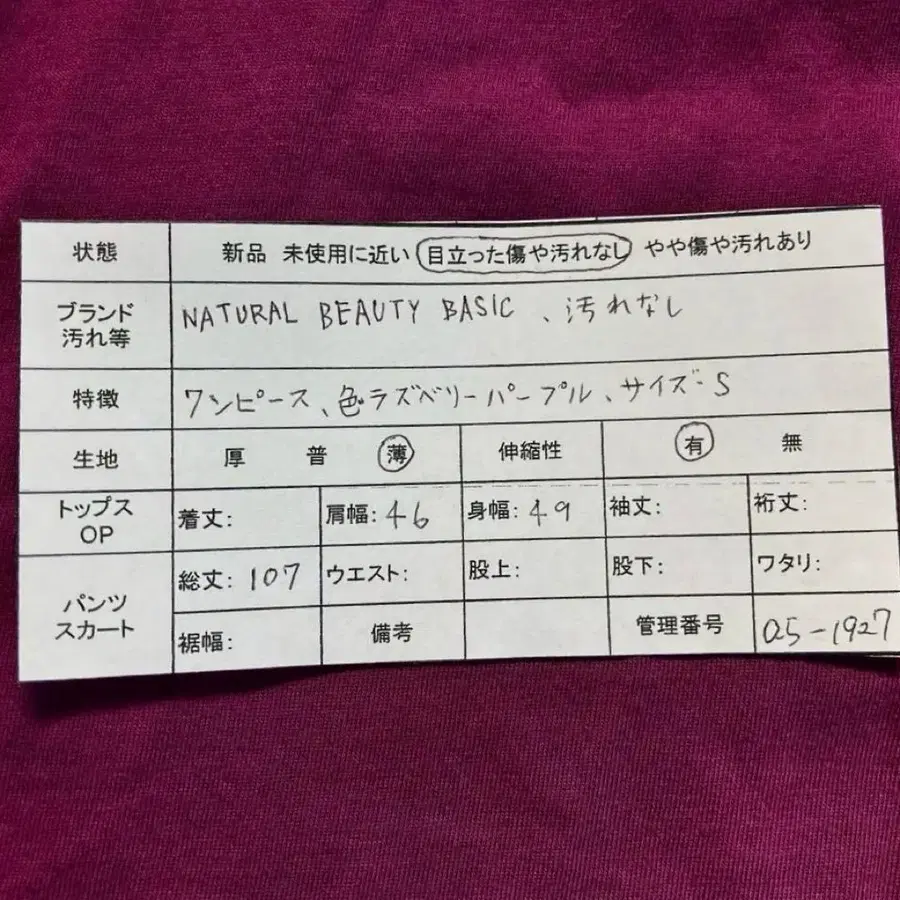 状態 新品 未使用に近い 目立った傷や汚れなし やや傷や汚れあり
ブランド
汚れ等
NATURAL BEAUTY BASIC 、汚れなし
特徴 ワンピース、色・ラズベリーパープル、サイズ・S
生地 厚 普 薄 伸縮性 有 無
トップス
OP
着丈: 肩幅: 46 身幅: 49 袖丈: 裄丈:
パンツ
スカート
総丈: 107 ウエスト: 股上: 股下: ワタリ:
裾幅: 備考 管理番号 05-1927